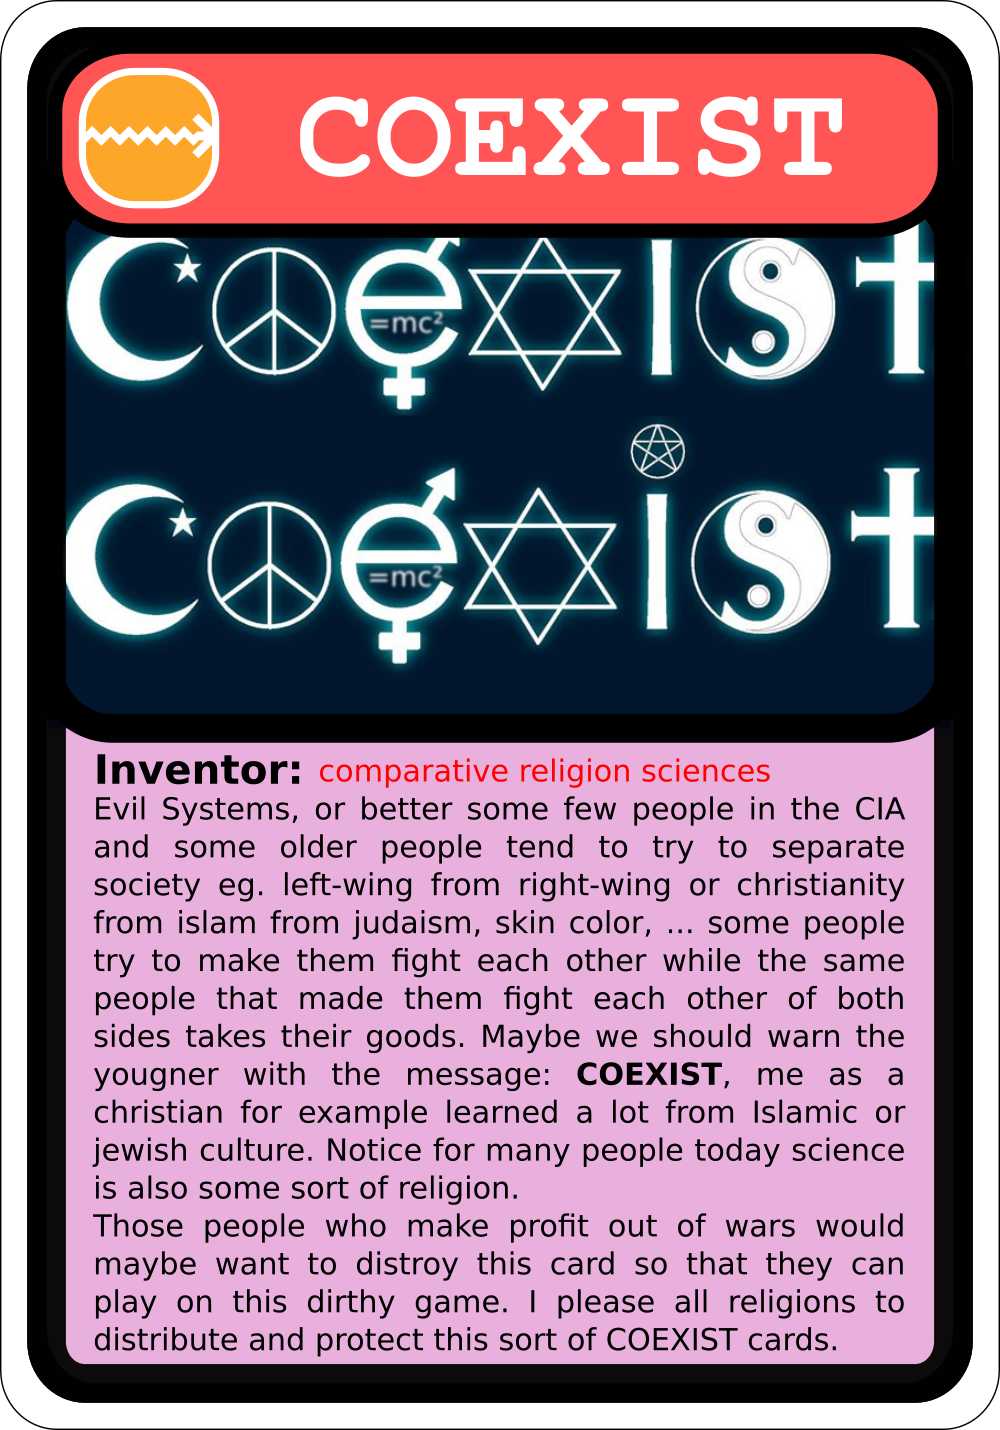 COEXIST
COEXIST
=mc²
COEXIST
=mc²
Inventor: comparative religion sciences
Evil Systems, or better some few people in the CIA
and some older people tend to try to separate
society eg. left-wing from right-wing or christianity
from islam from judaism, skin color, ... some people
try to make them fight each other while the same
people that made them fight each other of both
sides takes their goods. Maybe we should warn the
yougner with the message: COEXIST, me as a
christian for example learned a lot from Islamic or
jewish culture. Notice for many people today science
is also some sort of religion.
Those people who make profit out of wars would
maybe want to distroy this card so that they can
play on this dirthy game. I please all religions to
distribute and protect this sort of COEXIST cards.